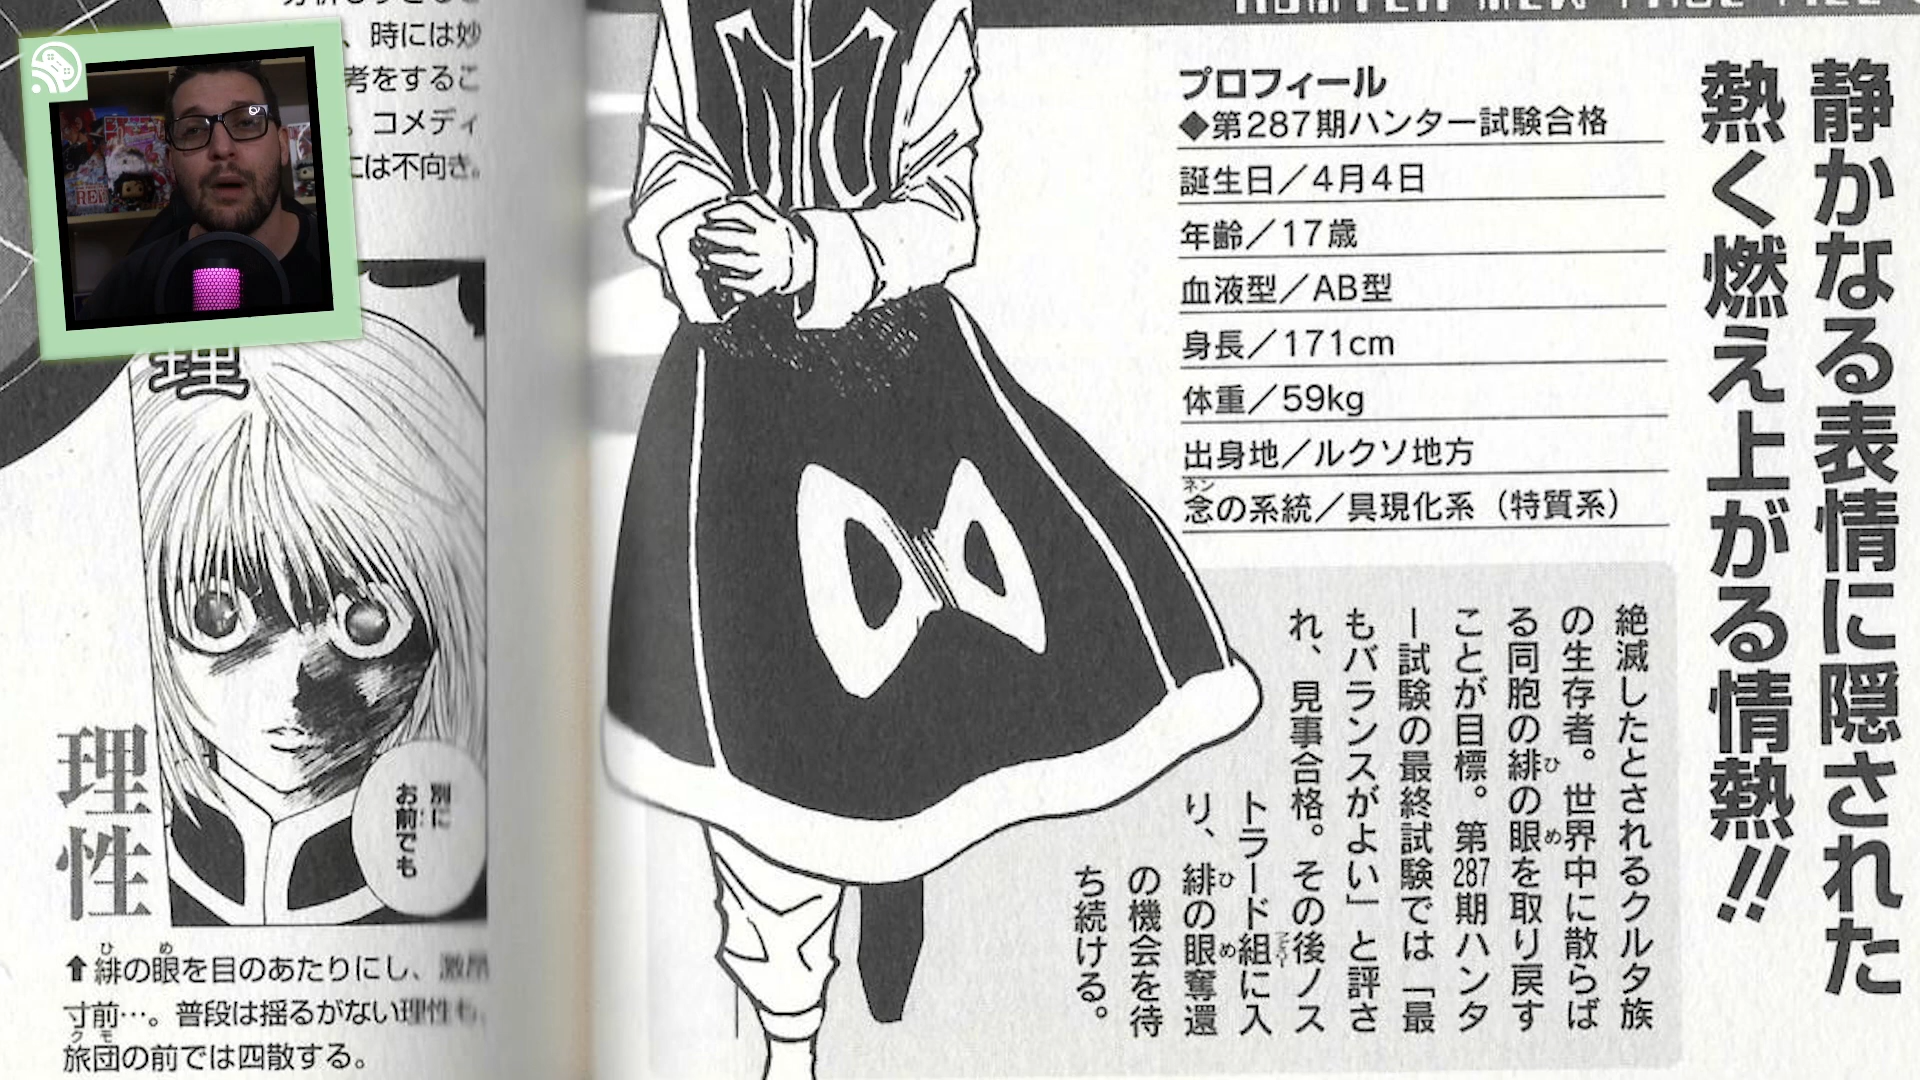 静かなる表情に隠された
熱く燃え上がる情熱!!
プロフィール
◆第287期ハンター試験合格
誕生日／4月4日
年齢／17歳
血液型／AB型
身長／171cm
体重／59kg
出身地／ルクソ地方
念の系統／具現化系（特質系）
ネン
絶滅したとされるクルタ族
の生存者。世界中に散らば
る同胞の緋の眼を取り戻す
ことが目標。第287期ハンタ
ー試験の最終試験では「最
もバランスがよい」と評さ
れ、見事合格。その後ノス
トラード組に入
り、緋の眼奪還
の機会を待
ち続ける。
、時には妙
考をするこ
。コメディ
には不向き。
理
別に
お前でも
理性
⬆緋の眼を目のあたりにし、激昂
寸前…。普段は揺るがない理性も、
旅団の前では四散する。